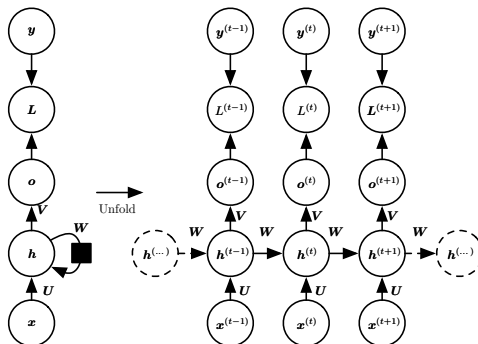 y y^(t−1) y^(t) y^(t+1)
L L^(t−1) L^(t) L^(t+1)
o o^(t−1) o^(t) o^(t+1)
Unfold
V V V V
W W W W W
h h^(...) h^(t−1) h^(t) h^(t+1) h^(...)
U U U U
x x^(t−1) x^(t) x^(t+1)